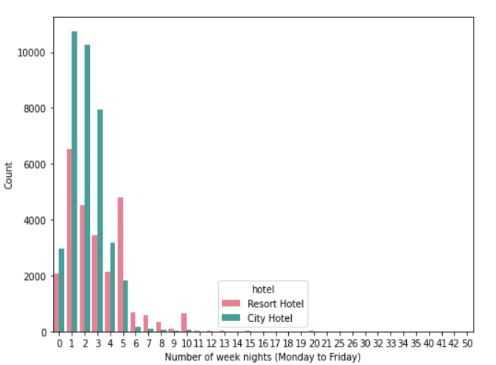 10000
8000
6000
4000
2000
0
Count
hotel
Resort Hotel
City Hotel
0 1 2 3 4 5 6 7 8 9 10 11 12 13 14 15 16 17 18 19 20 21 25 26 30 32 33 34 35 40 41 42 50
Number of week nights (Monday to Friday)